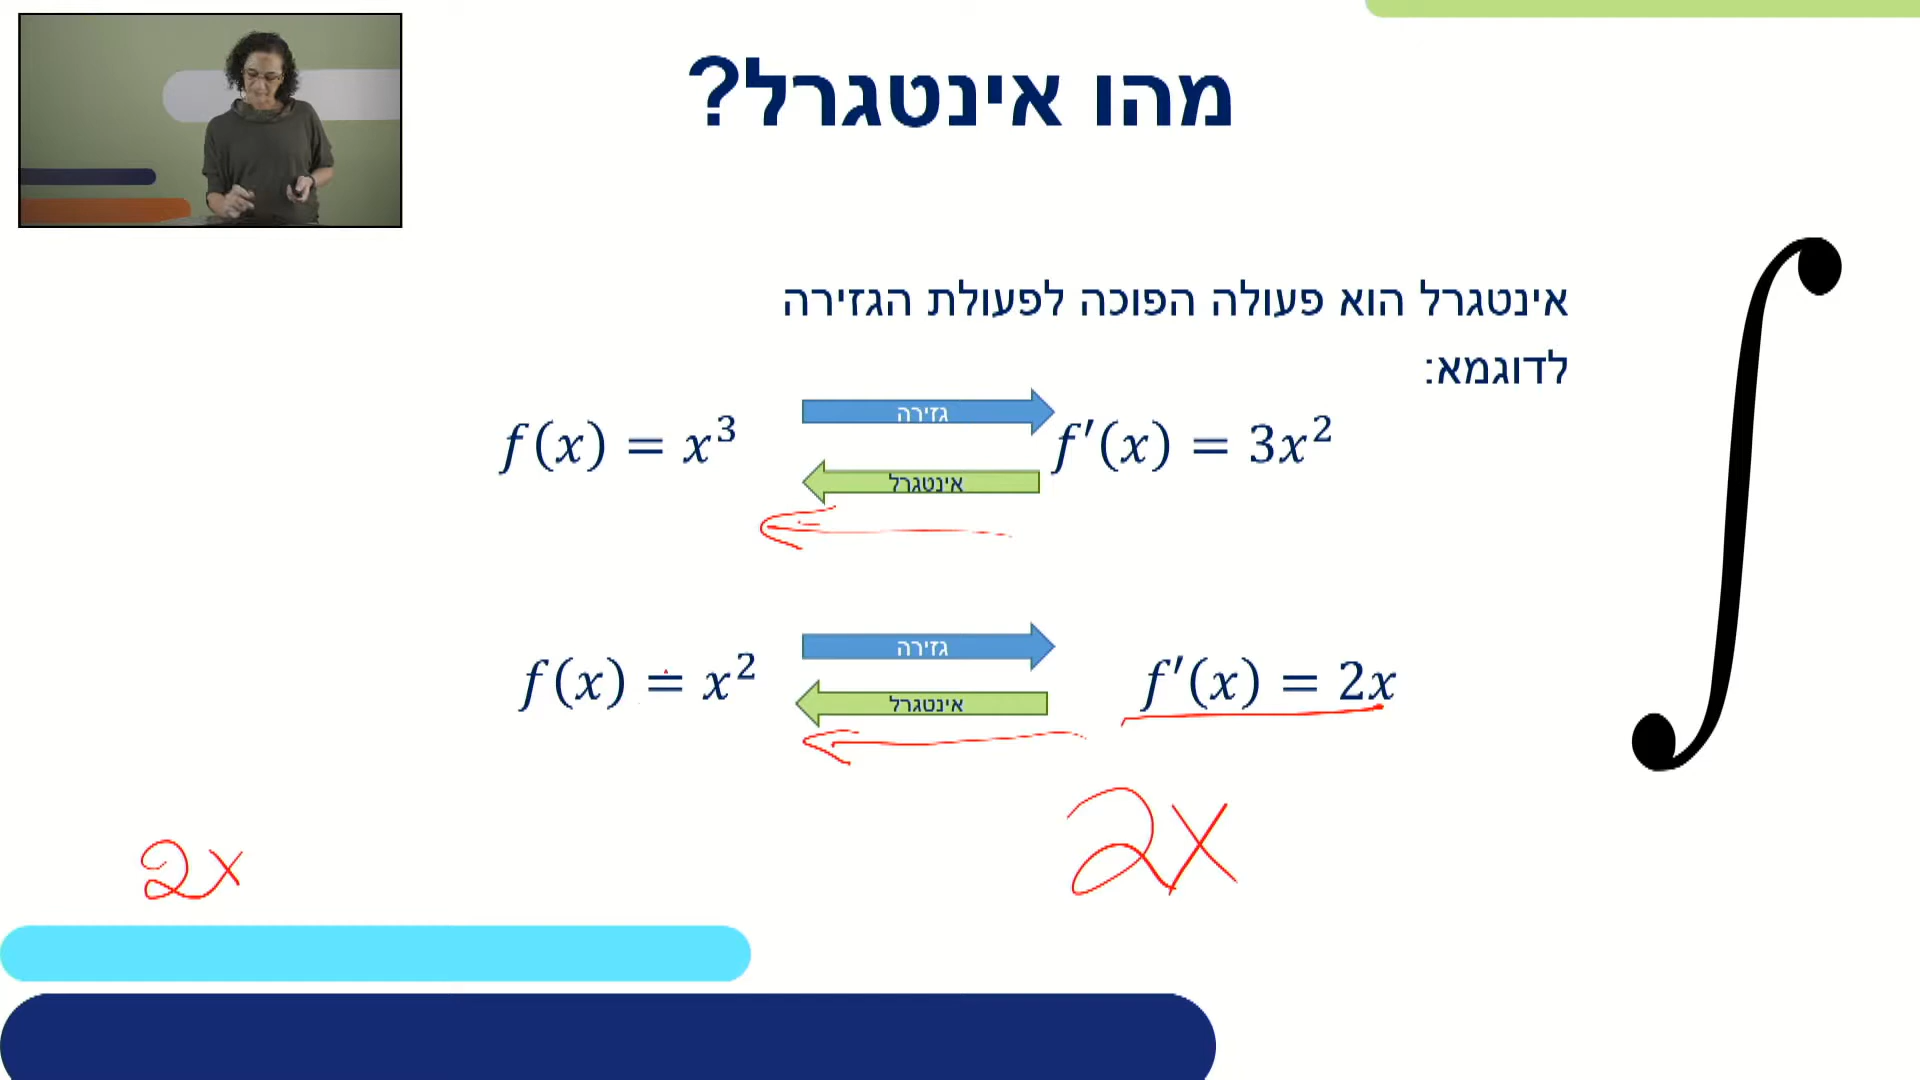 מהו אינטגרל?
אינטגרל הוא פעולה הפוכה לפעולת הגזירה
לדוגמא:
f(x) = x³ גזירה f′(x) = 3x²
אינטגרל
f(x) = x² גזירה f′(x) = 2x
אינטגרל
2x
2x
∫